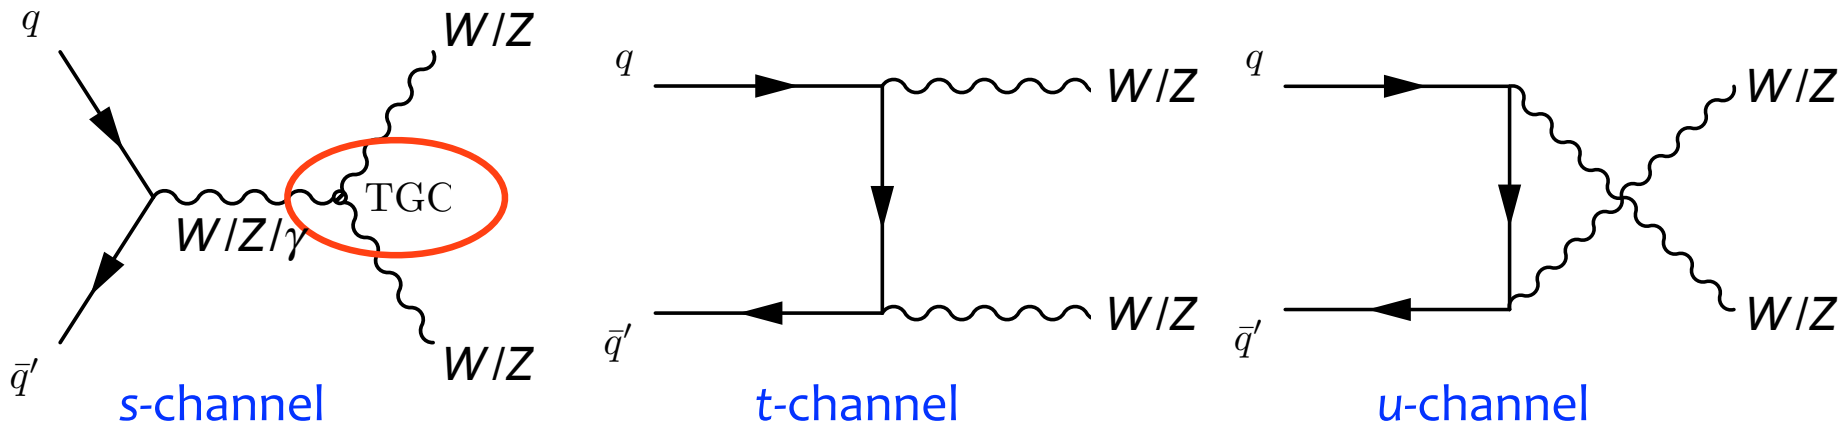 q
W/Z
TGC
W/Z/γ
q̄′
W/Z
s-channel
q
W/Z
q̄′
W/Z
t-channel
q
W/Z
q̄′
W/Z
u-channel